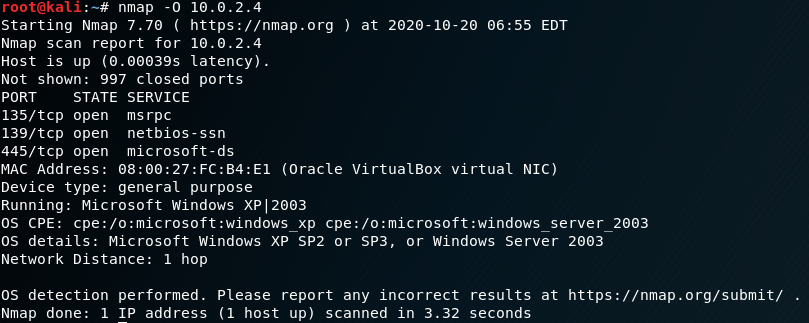 root@kali:~# nmap -O 10.0.2.4
Starting Nmap 7.70 ( https://nmap.org ) at 2020-10-20 06:55 EDT
Nmap scan report for 10.0.2.4
Host is up (0.00039s latency).
Not shown: 997 closed ports
PORT    STATE SERVICE
135/tcp open  msrpc
139/tcp open  netbios-ssn
445/tcp open  microsoft-ds
MAC Address: 08:00:27:FC:B4:E1 (Oracle VirtualBox virtual NIC)
Device type: general purpose
Running: Microsoft Windows XP|2003
OS CPE: cpe:/o:microsoft:windows_xp cpe:/o:microsoft:windows_server_2003
OS details: Microsoft Windows XP SP2 or SP3, or Windows Server 2003
Network Distance: 1 hop

OS detection performed. Please report any incorrect results at https://nmap.org/submit/ .
Nmap done: 1 IP address (1 host up) scanned in 3.32 seconds